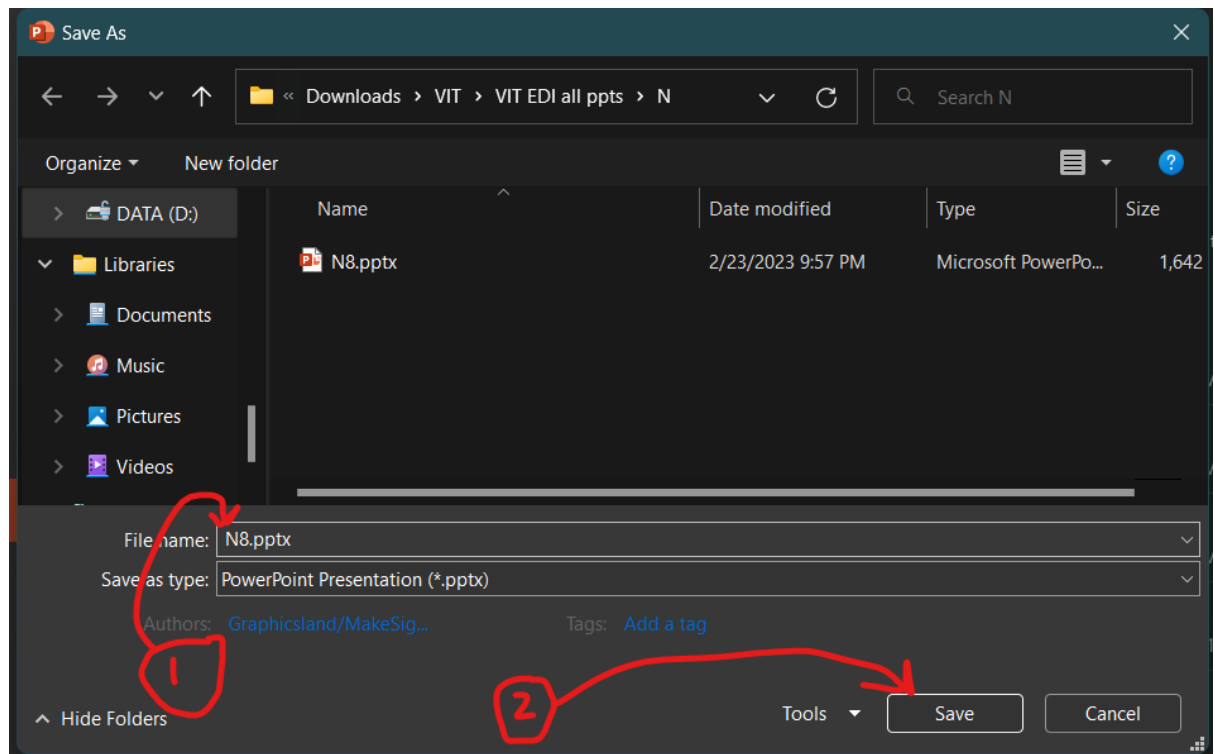 Save As
« Downloads › VIT › VIT EDI all ppts › N
Search N
Organize
New folder
?
DATA (D:)
Name
Date modified
Type
Size
Libraries
N8.pptx
2/23/2023 9:57 PM
Microsoft PowerPo...
1,642
Documents
Music
Pictures
Videos
File name: N8.pptx
Save as type: PowerPoint Presentation (*.pptx)
Authors: Graphicsland/MakeSig...
Tags: Add a tag
1
2
Hide Folders
Tools
Save
Cancel